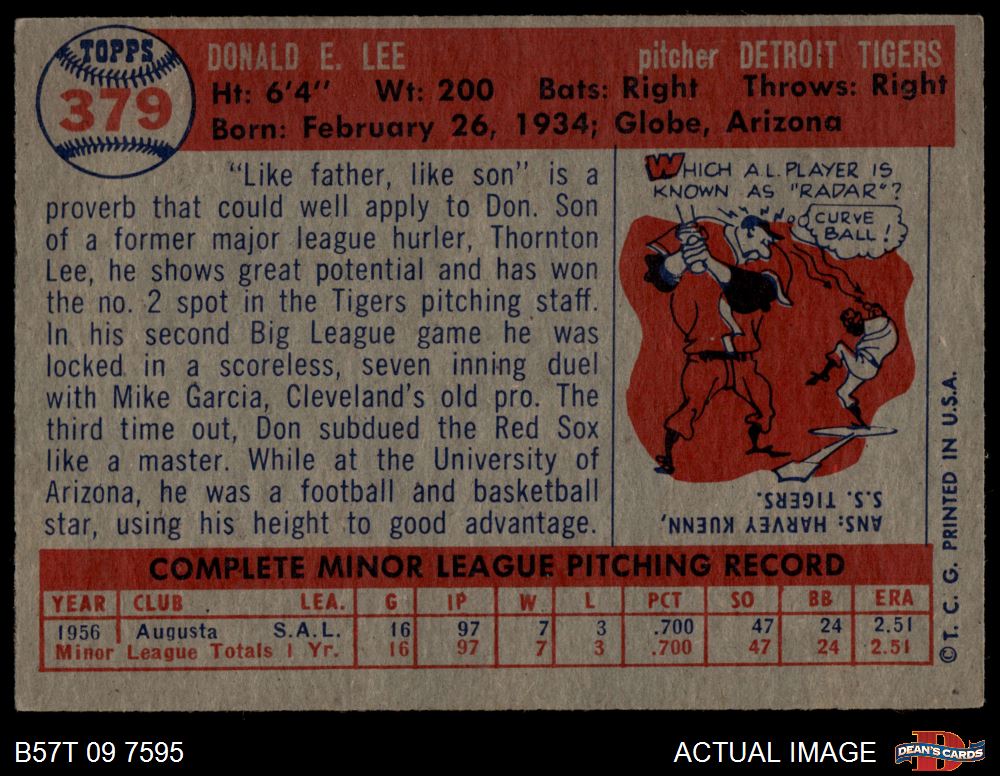 TOPPS
379
DONALD E. LEE pitcher DETROIT TIGERS
Ht: 6'4" Wt: 200 Bats: Right Throws: Right
Born: February 26, 1934; Globe, Arizona
"Like father, like son" is a
proverb that could well apply to Don. Son
of a former major league hurler, Thornton
Lee, he shows great potential and has won
the no. 2 spot in the Tigers pitching staff.
In his second Big League game he was
locked in a scoreless, seven inning duel
with Mike Garcia, Cleveland's old pro. The
third time out, Don subdued the Red Sox
like a master. While at the University of
Arizona, he was a football and basketball
star, using his height to good advantage.
WHICH A.L. PLAYER IS
KNOWN AS "RADAR"?
CURVE
BALL!
ANS: HARVEY KUENN,
S.S. TIGERS.
© T. C. G. PRINTED IN U.S.A.
COMPLETE MINOR LEAGUE PITCHING RECORD
YEAR CLUB LEA. G IP W L PCT SO BB ERA
1956 Augusta S.A.L. 16 97 7 3 .700 47 24 2.51
Minor League Totals 1 Yr. 16 97 7 3 .700 47 24 2.51
B57T 09 7595
ACTUAL IMAGE
D
DEAN'S CARDS